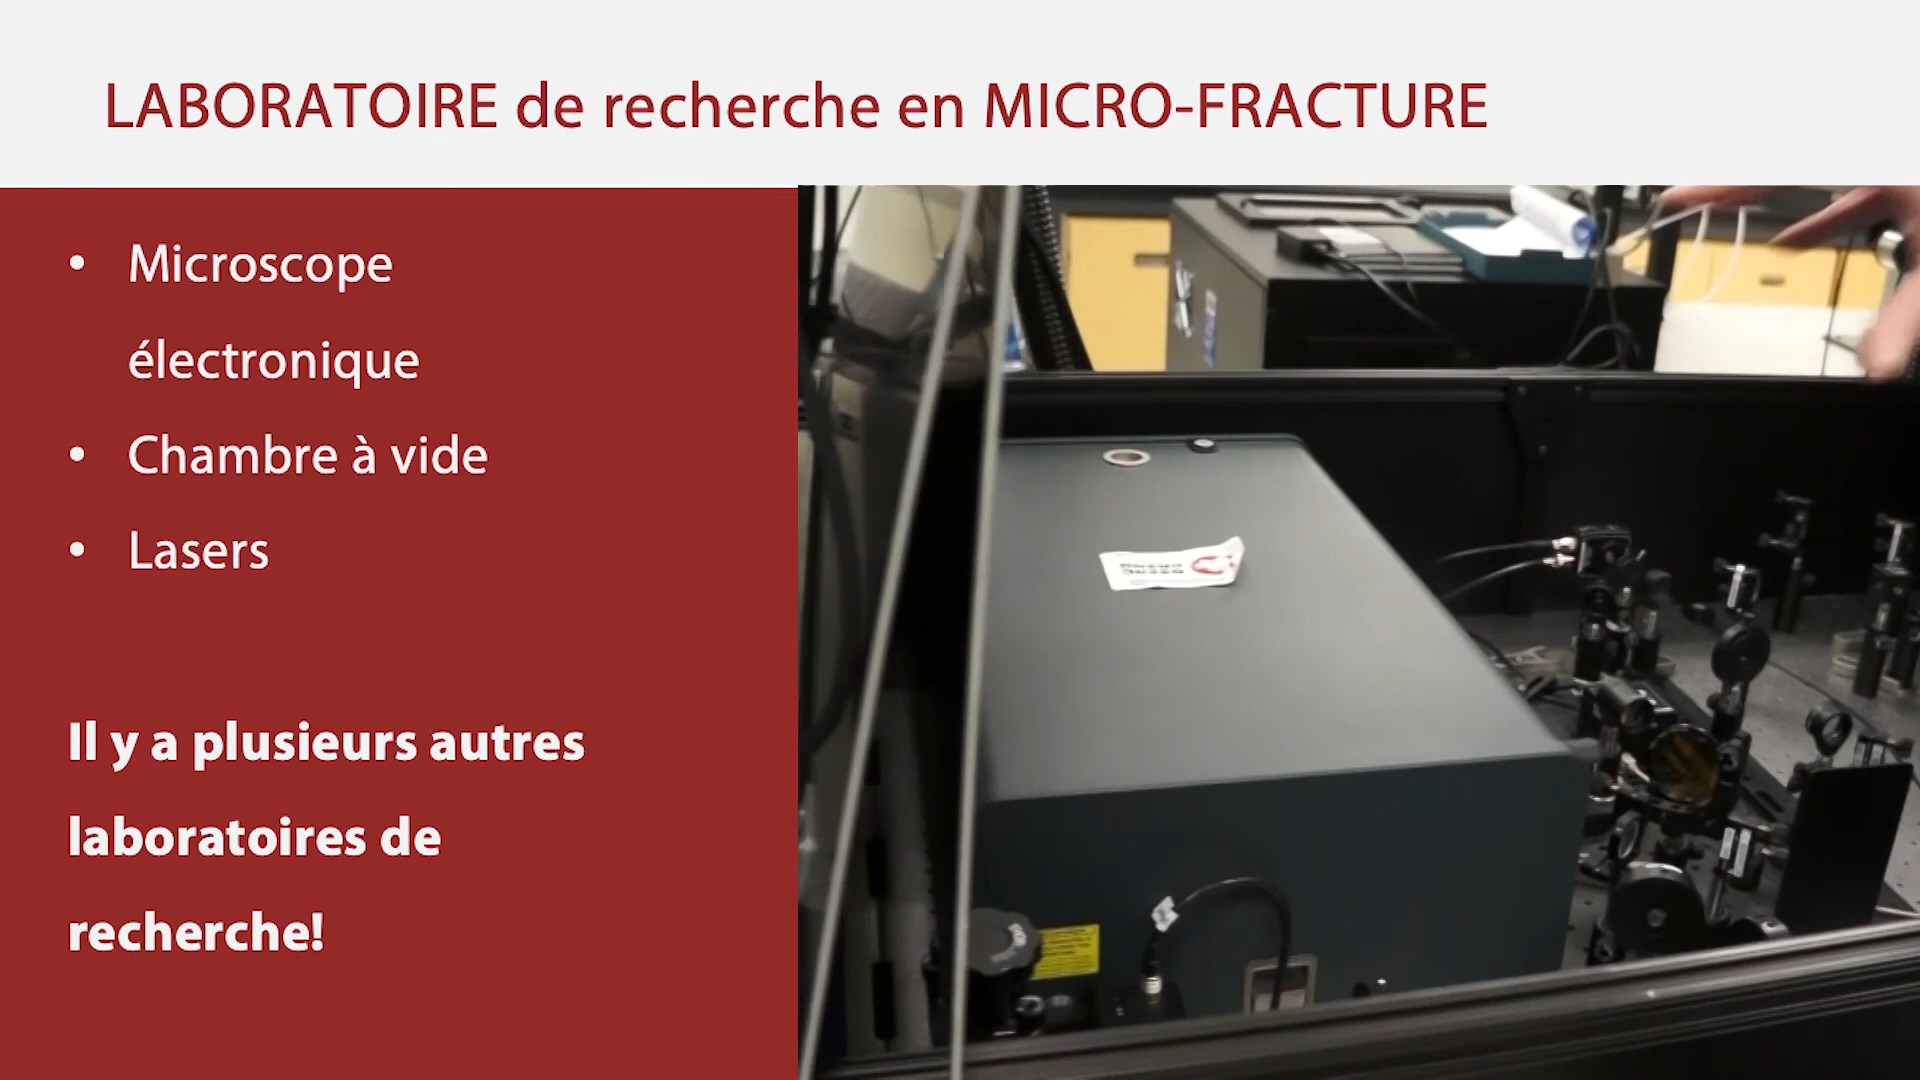 LABORATOIRE de recherche en MICRO-FRACTURE
• Microscope
électronique
• Chambre à vide
• Lasers
Il y a plusieurs autres
laboratoires de
recherche!